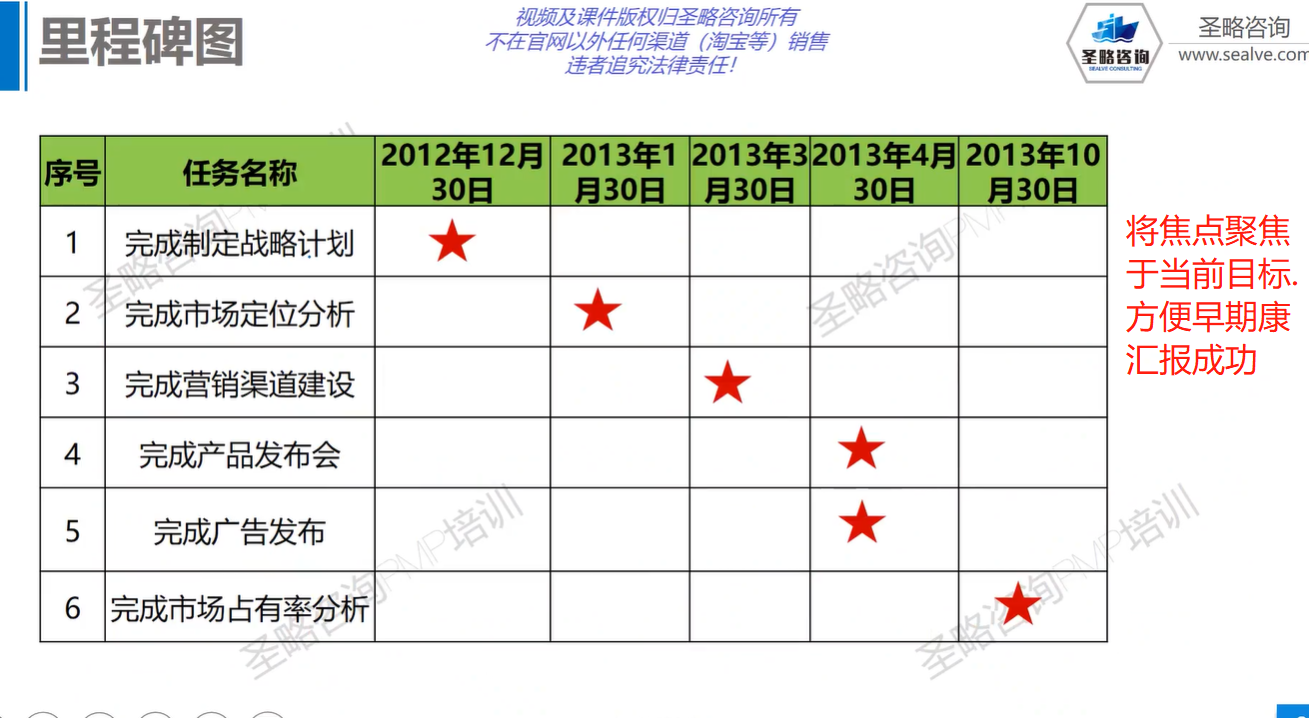 里程碑图
视频及课件版权归圣略咨询所有
不在官网以外任何渠道（淘宝等）销售
违者追究法律责任！
圣略咨询
SEALVE CONSULTING
圣略咨询
www.sealve.com
序号 任务名称 2012年12月30日 2013年1月30日 2013年3月30日 2013年4月30日 2013年10月30日
1 完成制定战略计划
2 完成市场定位分析
3 完成营销渠道建设
4 完成产品发布会
5 完成广告发布
6 完成市场占有率分析
将焦点聚焦
于当前目标.
方便早期康
汇报成功
圣略咨询PMP培训
圣略咨询PMP
圣略咨询PMP培训
圣略咨询PMP培训